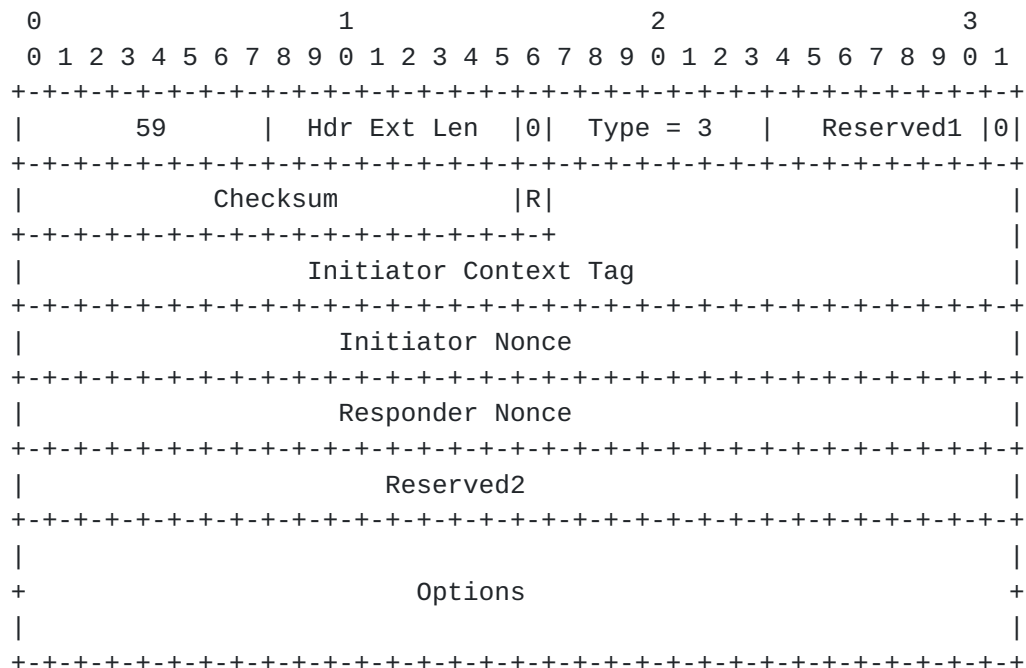 0                   1                   2                   3
 0 1 2 3 4 5 6 7 8 9 0 1 2 3 4 5 6 7 8 9 0 1 2 3 4 5 6 7 8 9 0 1
+-+-+-+-+-+-+-+-+-+-+-+-+-+-+-+-+-+-+-+-+-+-+-+-+-+-+-+-+-+-+-+-+
|       59      |  Hdr Ext Len  |0|  Type = 3   |   Reserved1 |0|
+-+-+-+-+-+-+-+-+-+-+-+-+-+-+-+-+-+-+-+-+-+-+-+-+-+-+-+-+-+-+-+-+
|            Checksum           |R|                             |
+-+-+-+-+-+-+-+-+-+-+-+-+-+-+-+-+-+                             |
|                  Initiator Context Tag                        |
+-+-+-+-+-+-+-+-+-+-+-+-+-+-+-+-+-+-+-+-+-+-+-+-+-+-+-+-+-+-+-+-+
|                    Initiator Nonce                            |
+-+-+-+-+-+-+-+-+-+-+-+-+-+-+-+-+-+-+-+-+-+-+-+-+-+-+-+-+-+-+-+-+
|                    Responder Nonce                            |
+-+-+-+-+-+-+-+-+-+-+-+-+-+-+-+-+-+-+-+-+-+-+-+-+-+-+-+-+-+-+-+-+
|                       Reserved2                               |
+-+-+-+-+-+-+-+-+-+-+-+-+-+-+-+-+-+-+-+-+-+-+-+-+-+-+-+-+-+-+-+-+
|                                                               |
+                         Options                               +
|                                                               |
+-+-+-+-+-+-+-+-+-+-+-+-+-+-+-+-+-+-+-+-+-+-+-+-+-+-+-+-+-+-+-+-+